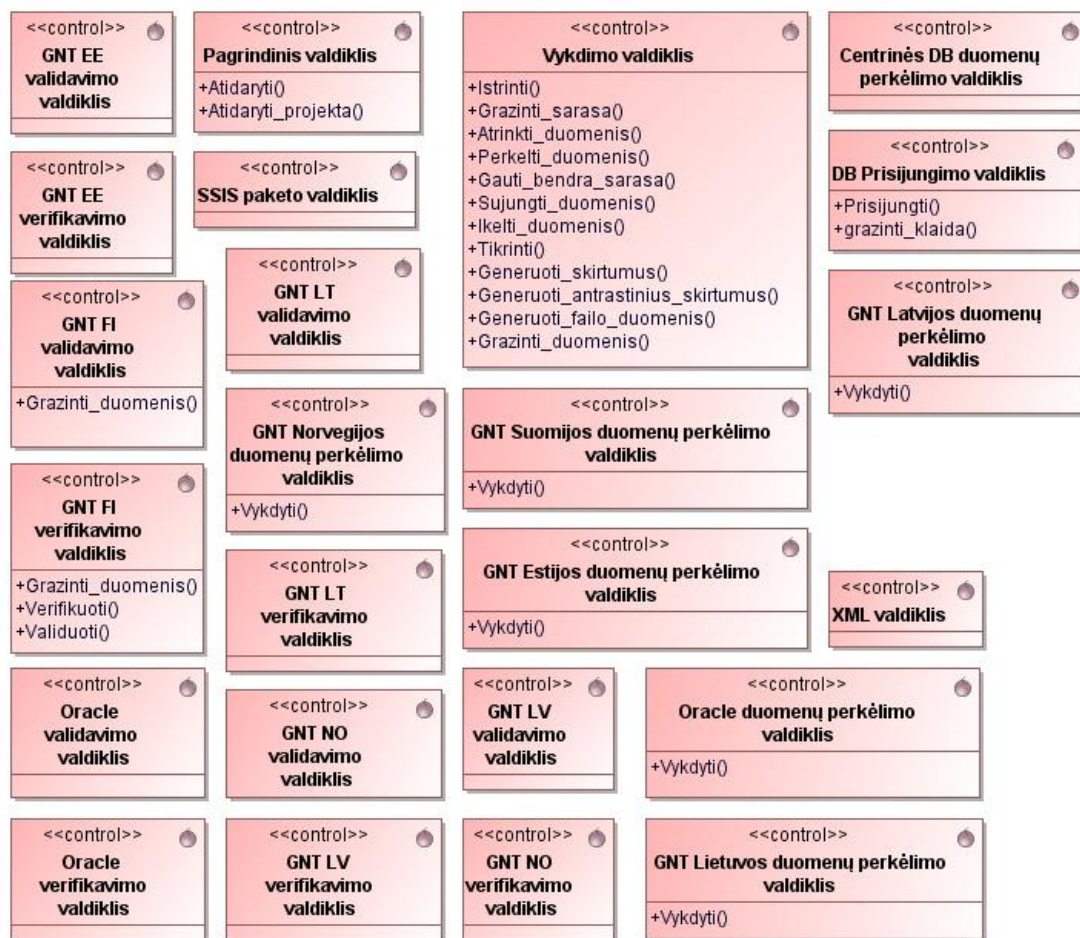 <<control>>
GNT EE
validavimo
valdiklis
<<control>>
Pagrindinis valdiklis
+Atidaryti()
+Atidaryti_projekta()
<<control>>
Vykdimo valdiklis
+Istrinti()
+Grazinti_sarasa()
+Atrinkti_duomenis()
+Perkelti_duomenis()
+Gauti_bendra_sarasa()
+Sujungti_duomenis()
+Ikelti_duomenis()
+Tikrinti()
+Generuoti_skirtumus()
+Generuoti_antrastinius_skirtumus()
+Generuoti_failo_duomenis()
+Grazinti_duomenis()
<<control>>
Centrinės DB duomenų
perkėlimo valdiklis
<<control>>
GNT EE
verifikavimo
valdiklis
<<control>>
SSIS paketo valdiklis
<<control>>
DB Prisijungimo valdiklis
+Prisijungti()
+grazinti_klaida()
<<control>>
GNT FI
validavimo
valdiklis
+Grazinti_duomenis()
<<control>>
GNT LT
validavimo
valdiklis
<<control>>
GNT Latvijos duomenų
perkėlimo
valdiklis
+Vykdyti()
<<control>>
GNT Norvegijos
duomenų perkėlimo
valdiklis
+Vykdyti()
<<control>>
GNT Suomijos duomenų perkėlimo
valdiklis
+Vykdyti()
<<control>>
GNT FI
verifikavimo
valdiklis
+Grazinti_duomenis()
+Verifikuoti()
+Validuoti()
<<control>>
GNT LT
verifikavimo
valdiklis
<<control>>
GNT Estijos duomenų perkėlimo
valdiklis
+Vykdyti()
<<control>>
XML valdiklis
<<control>>
Oracle
validavimo
valdiklis
<<control>>
GNT NO
validavimo
valdiklis
<<control>>
GNT LV
validavimo
valdiklis
<<control>>
Oracle duomenų perkėlimo
valdiklis
+Vykdyti()
<<control>>
Oracle
verifikavimo
valdiklis
<<control>>
GNT LV
verifikavimo
valdiklis
<<control>>
GNT NO
verifikavimo
valdiklis
<<control>>
GNT Lietuvos duomenų perkėlimo
valdiklis
+Vykdyti()